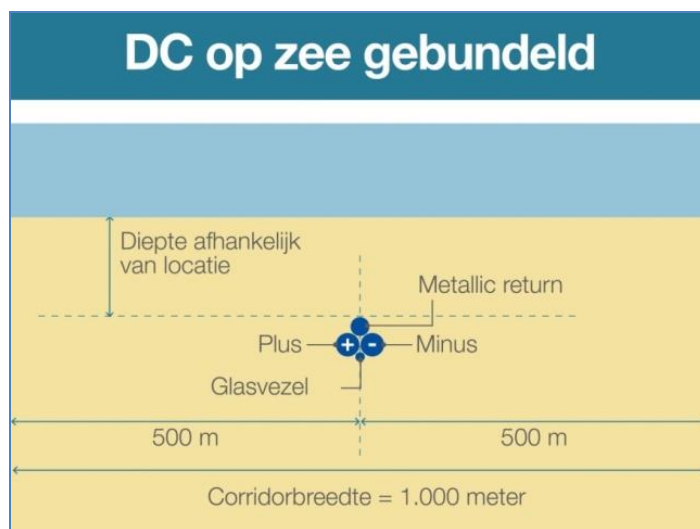 DC op zee gebundeld
Diepte afhankelijk
van locatie
Metallic return
Plus
+
-
Minus
Glasvezel
500 m
500 m
Corridorbreedte = 1.000 meter